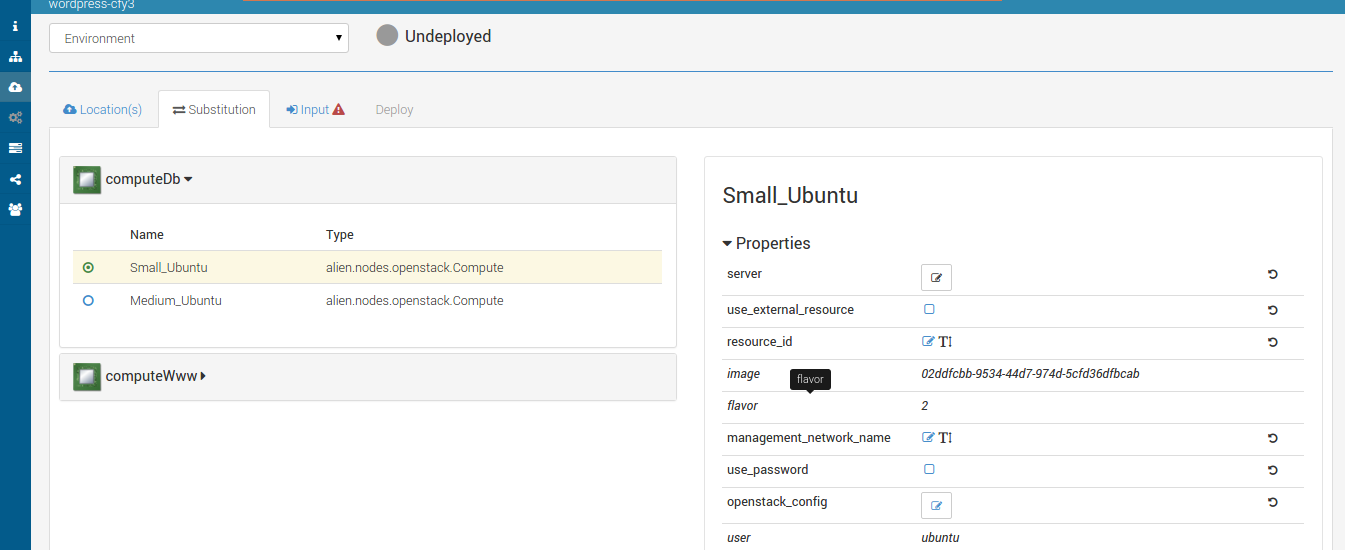 wordpress-cfy3
Environment
Undeployed
Location(s)
Substitution
Input
Deploy
computeDb
Name Type
Small_Ubuntu alien.nodes.openstack.Compute
Medium_Ubuntu alien.nodes.openstack.Compute
computeWww
Small_Ubuntu
Properties
server
use_external_resource
resource_id
image 02ddfcbb-9534-44d7-974d-5cfd36dfbcab
flavor
flavor 2
management_network_name
use_password
openstack_config
user ubuntu